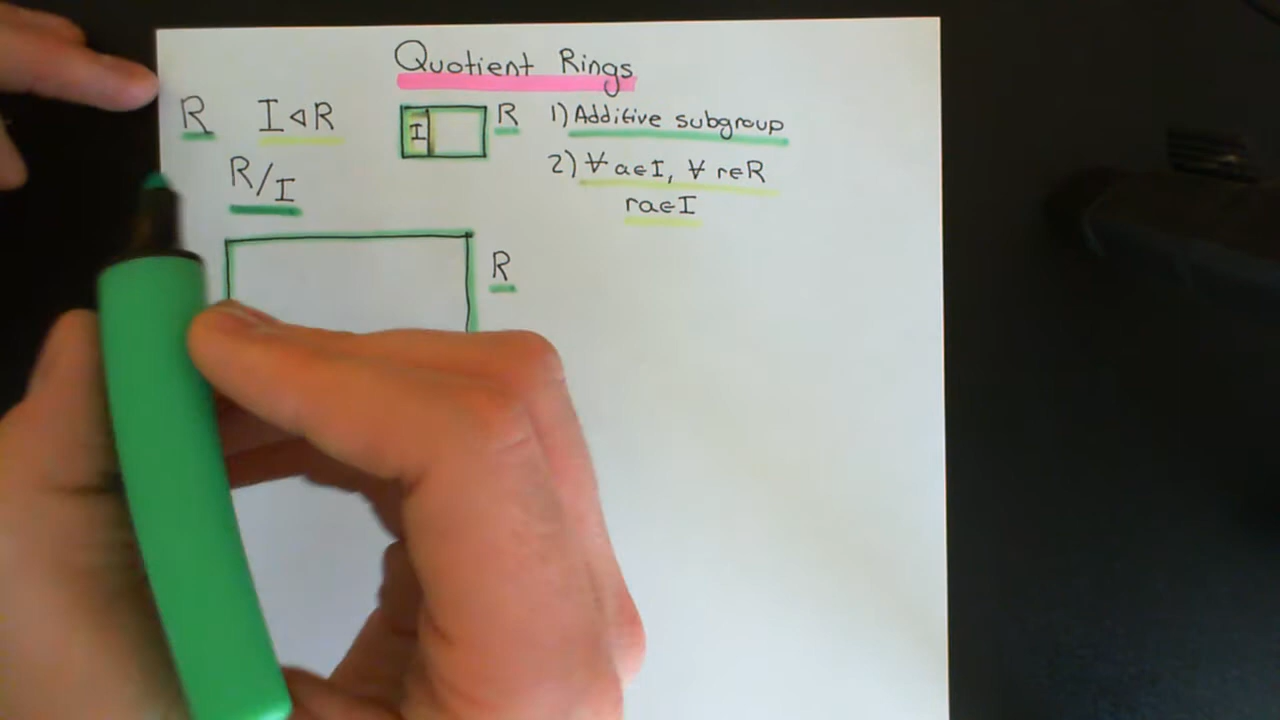 Quotient Rings
R I⊲R I R 1) Additive subgroup
R/I 2) ∀ a∈I, ∀ r∈R
ra∈I
R